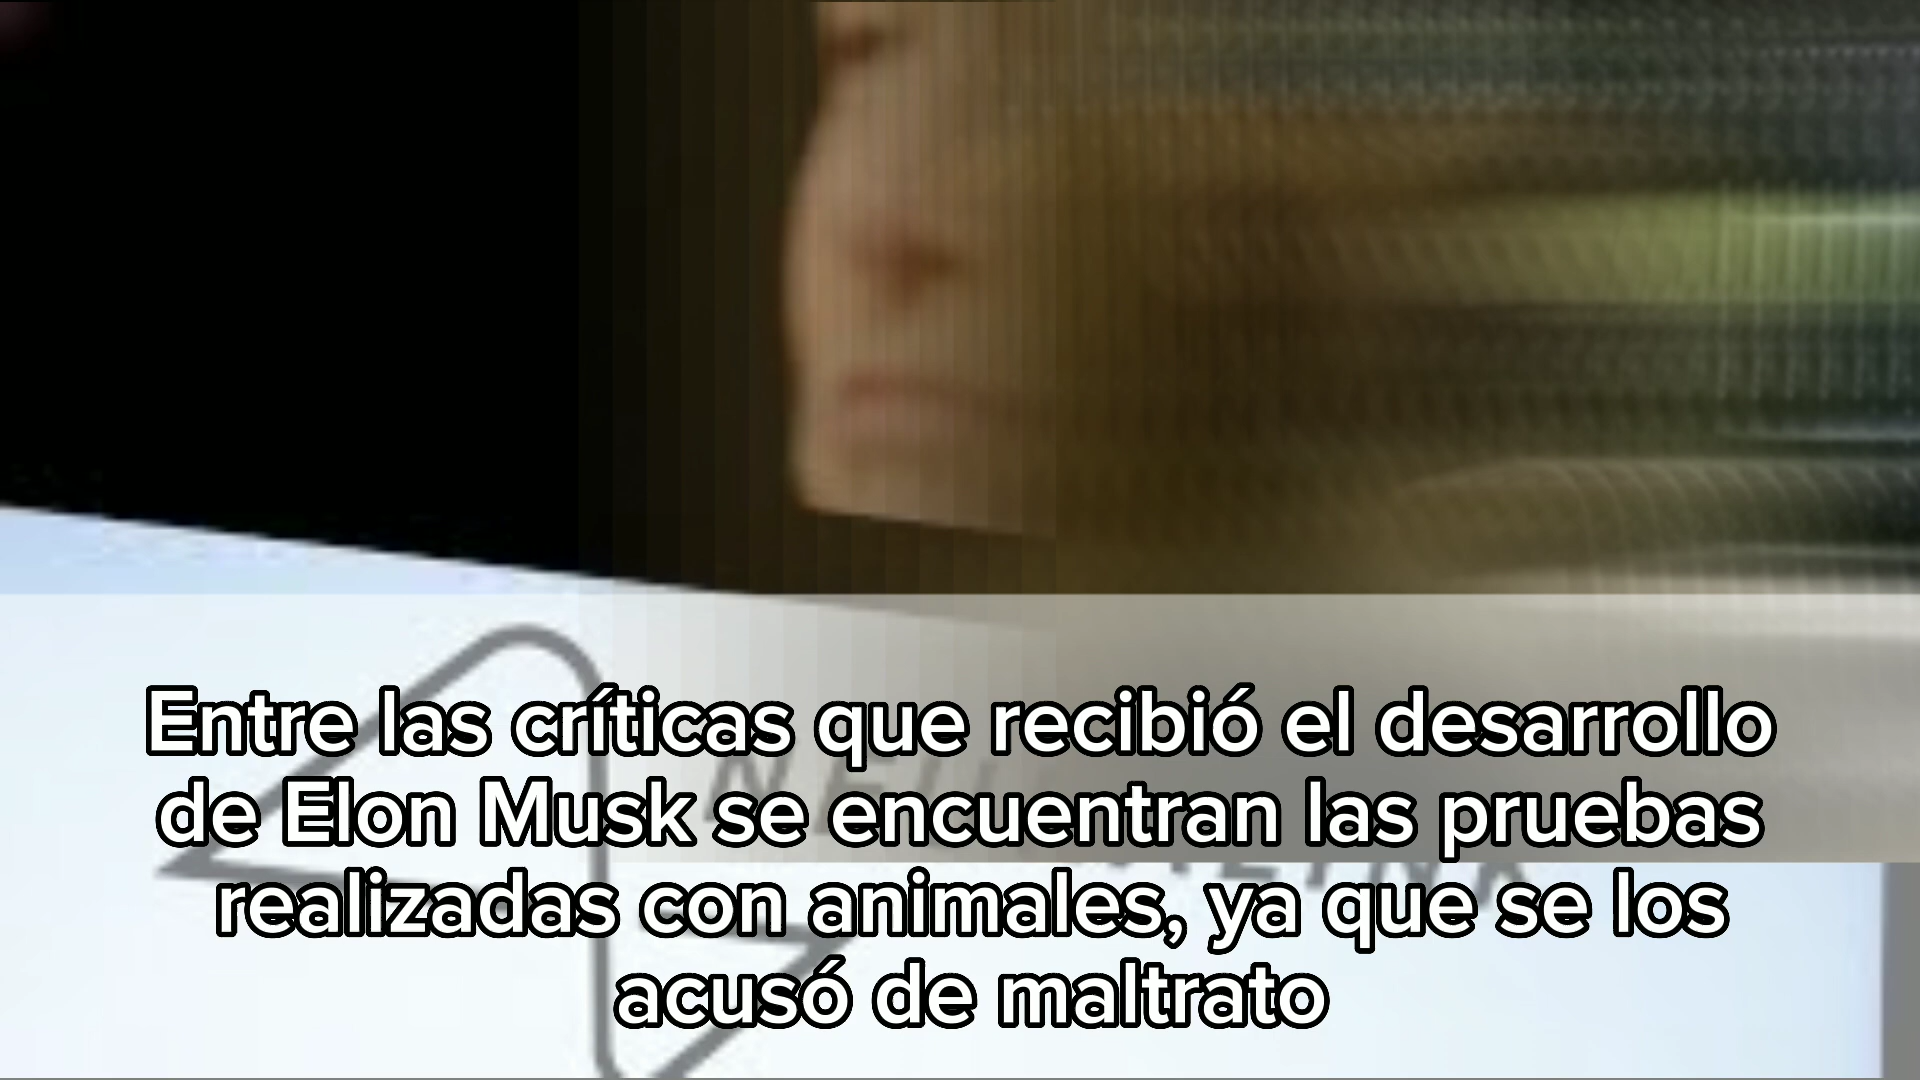 Entre las críticas que recibió el desarrollo
de Elon Musk se encuentran las pruebas
realizadas con animales, ya que se los
acusó de maltrato